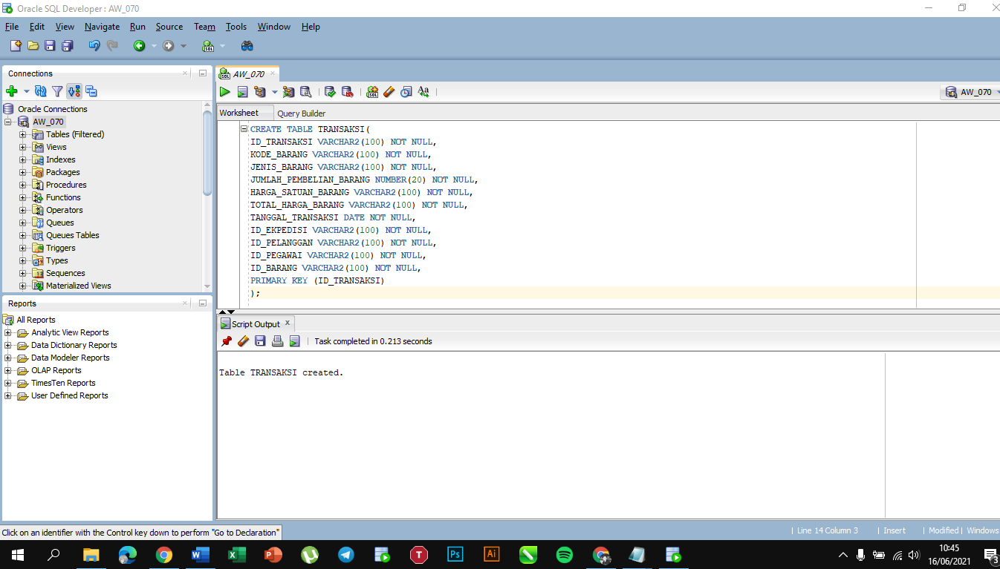 Oracle SQL Developer : AW_070
File Edit View Navigate Run Source Team Tools Window Help
Connections
Oracle Connections
AW_070
Tables (Filtered)
Views
Indexes
Packages
Procedures
Functions
Operators
Queues
Queues Tables
Triggers
Types
Sequences
Materialized Views
Reports
All Reports
Analytic View Reports
Data Dictionary Reports
Data Modeler Reports
OLAP Reports
TimesTen Reports
User Defined Reports
AW_070
AW_070
Worksheet Query Builder
CREATE TABLE TRANSAKSI(
ID_TRANSAKSI VARCHAR2(100) NOT NULL,
KODE_BARANG VARCHAR2(100) NOT NULL,
JENIS_BARANG VARCHAR2(100) NOT NULL,
JUMLAH_PEMBELIAN_BARANG NUMBER(20) NOT NULL,
HARGA_SATUAN_BARANG VARCHAR2(100) NOT NULL,
TOTAL_HARGA_BARANG VARCHAR2(100) NOT NULL,
TANGGAL_TRANSAKSI DATE NOT NULL,
ID_EKPEDISI VARCHAR2(100) NOT NULL,
ID_PELANGGAN VARCHAR2(100) NOT NULL,
ID_PEGAWAI VARCHAR2(100) NOT NULL,
ID_BARANG VARCHAR2(100) NOT NULL,
PRIMARY KEY (ID_TRANSAKSI)
);
Script Output
Task completed in 0.213 seconds
Table TRANSAKSI created.
Click on an identifier with the Control key down to perform "Go to Declaration"
Line 14 Column 3 Insert Modified Windows
10:45
16/06/2021
3